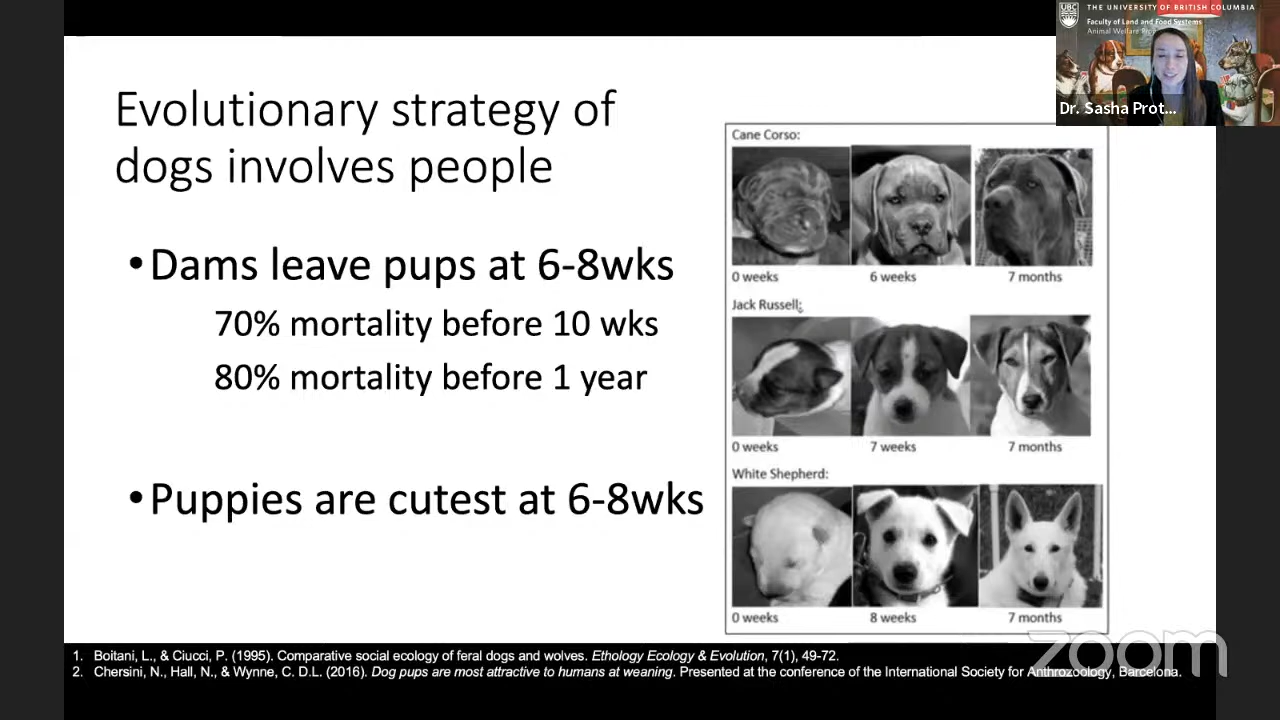 THE UNIVERSITY OF BRITISH COLUMBIA
UBC
Faculty of Land and Food Systems
Animal Welfare
Dr. Sasha Prot...
Evolutionary strategy of
dogs involves people
•Dams leave pups at 6-8wks
70% mortality before 10 wks
80% mortality before 1 year
•Puppies are cutest at 6-8wks
Cane Corso:
0 weeks 6 weeks 7 months
Jack Russell:
0 weeks 7 weeks 7 months
White Shepherd:
0 weeks 8 weeks 7 months
zoom
1. Boitani, L., & Ciucci, P. (1995). Comparative social ecology of feral dogs and wolves. Ethology Ecology & Evolution, 7(1), 49-72.
2. Chersini, N., Hall, N., & Wynne, C. D.L. (2016). Dog pups are most attractive to humans at weaning. Presented at the conference of the International Society for Anthrozoology, Barcelona.